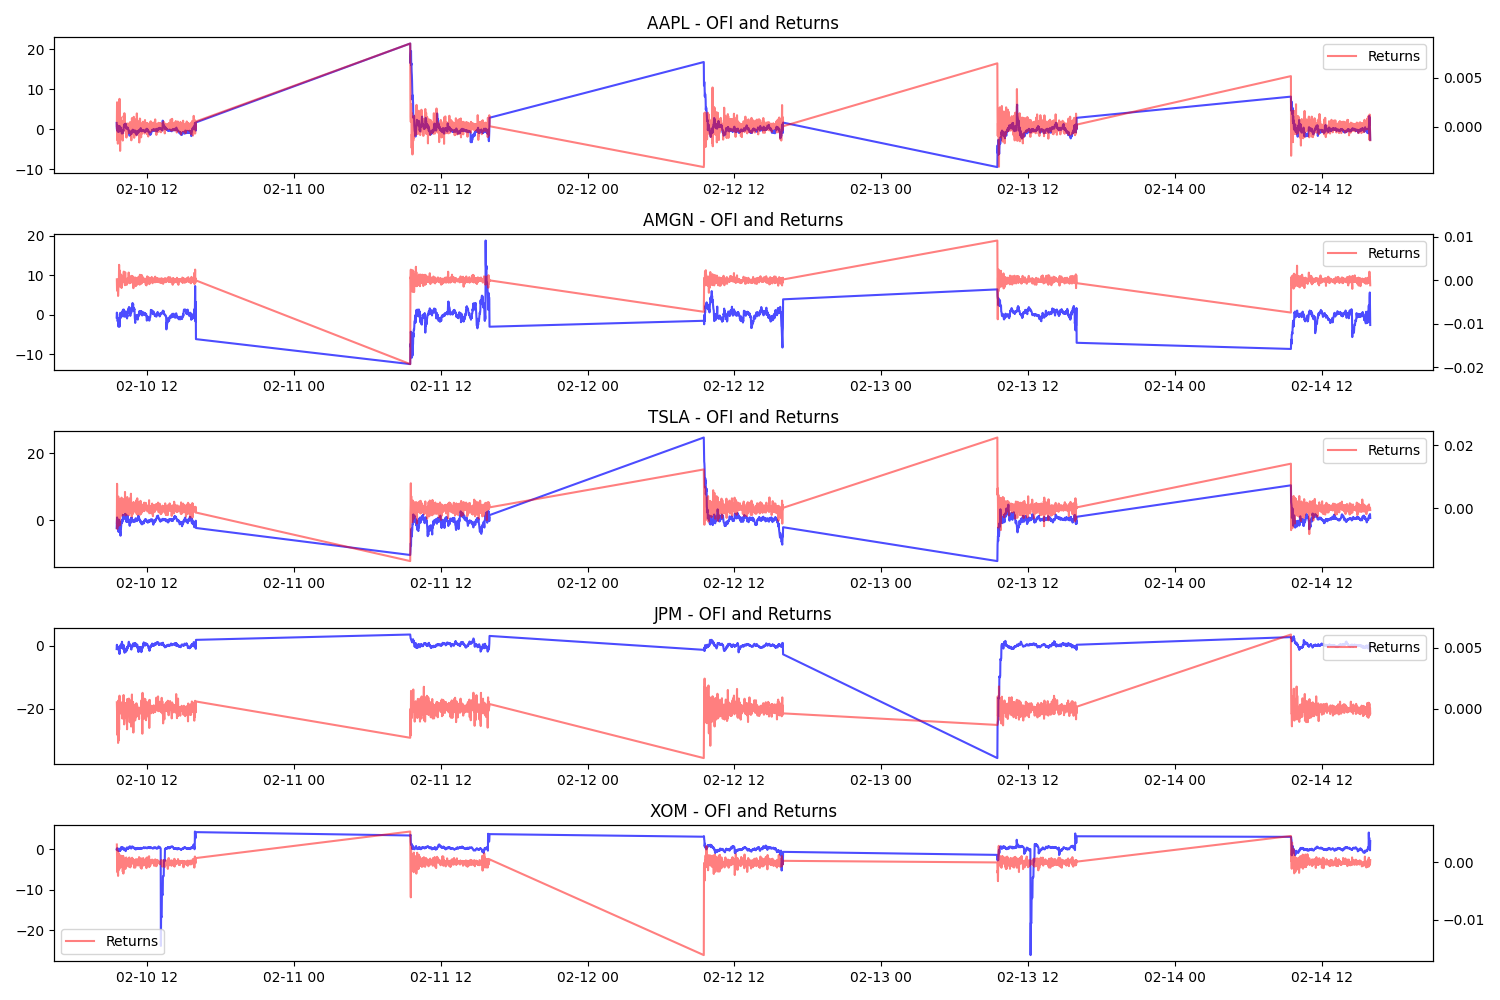 AAPL - OFI and Returns
20
10
0
−10
0.005
0.000
Returns
02-10 12 02-11 00 02-11 12 02-12 00 02-12 12 02-13 00 02-13 12 02-14 00 02-14 12
AMGN - OFI and Returns
20
10
0
−10
0.01
0.00
−0.01
−0.02
Returns
02-10 12 02-11 00 02-11 12 02-12 00 02-12 12 02-13 00 02-13 12 02-14 00 02-14 12
TSLA - OFI and Returns
20
0
0.02
0.00
Returns
02-10 12 02-11 00 02-11 12 02-12 00 02-12 12 02-13 00 02-13 12 02-14 00 02-14 12
JPM - OFI and Returns
0
−20
0.005
0.000
Returns
02-10 12 02-11 00 02-11 12 02-12 00 02-12 12 02-13 00 02-13 12 02-14 00 02-14 12
XOM - OFI and Returns
0
−10
−20
0.00
−0.01
Returns
02-10 12 02-11 00 02-11 12 02-12 00 02-12 12 02-13 00 02-13 12 02-14 00 02-14 12